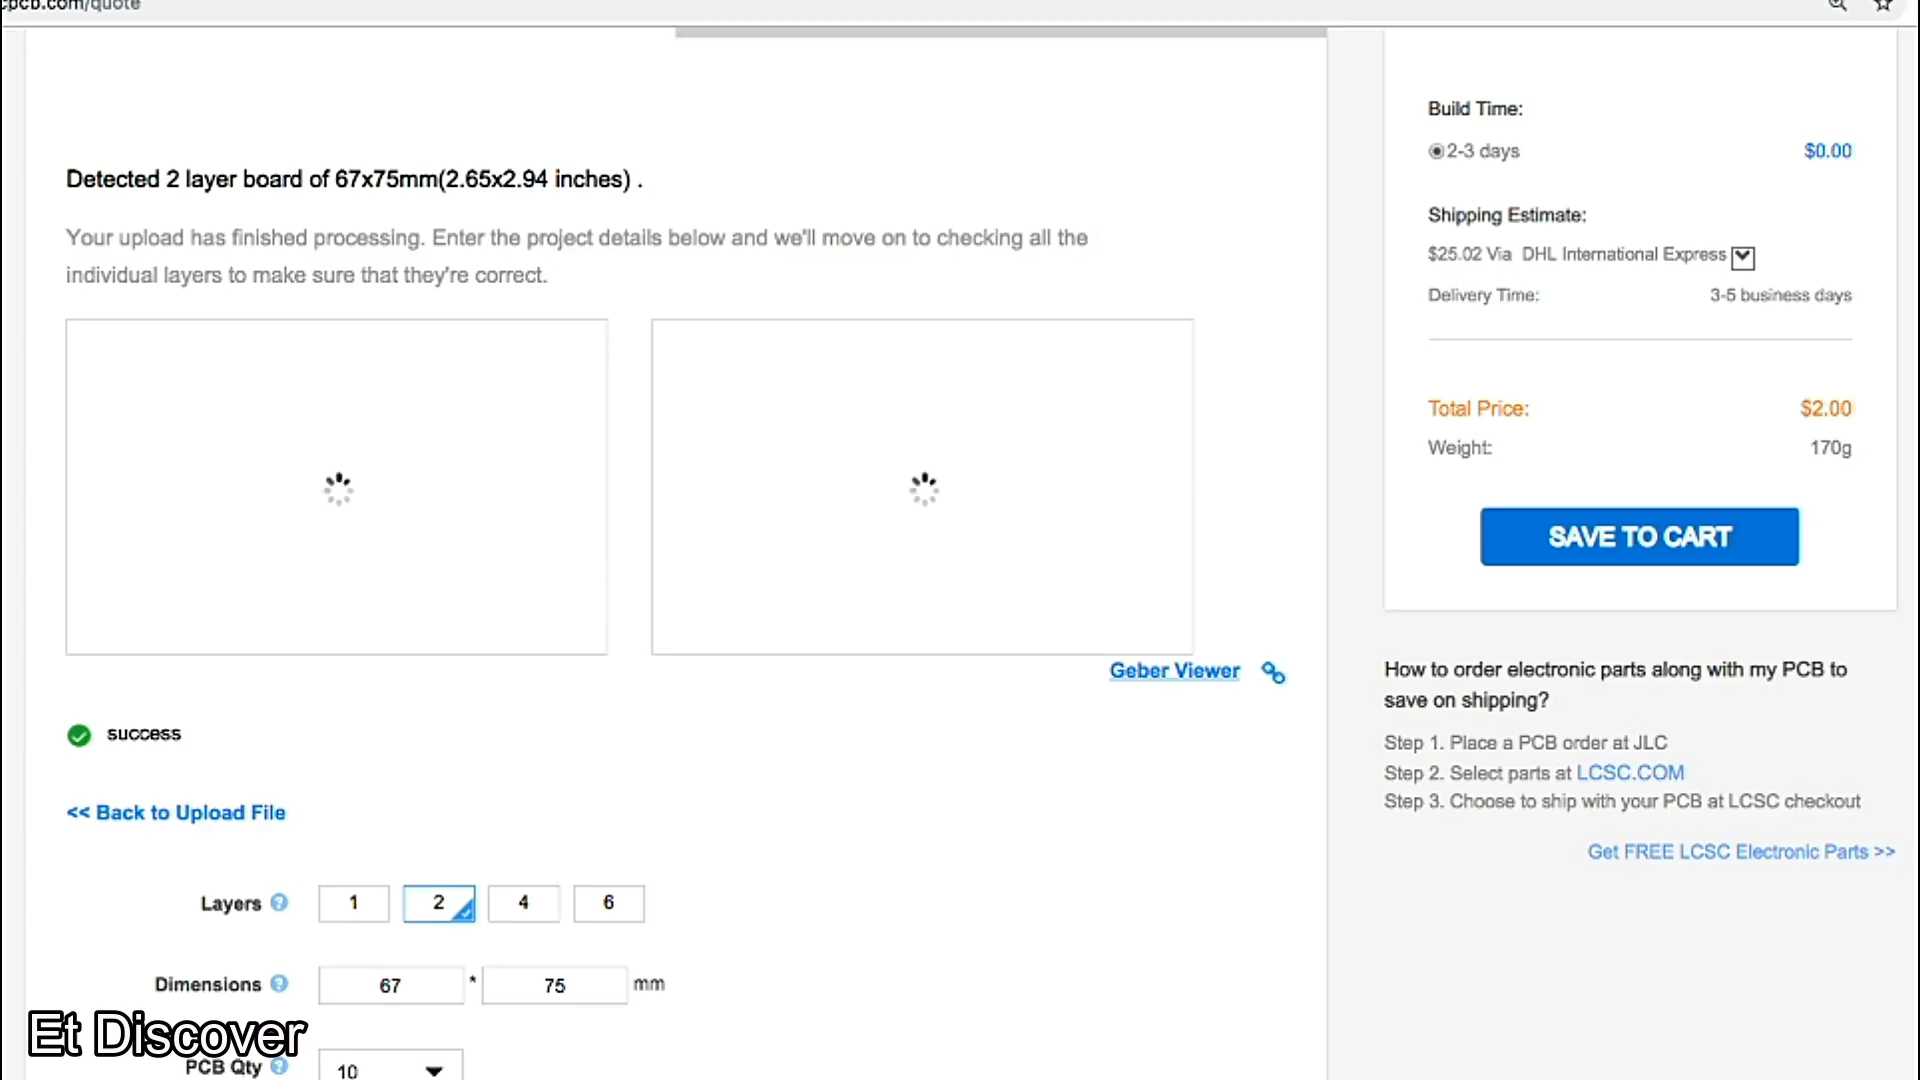 cpcb.com/quote
Detected 2 layer board of 67x75mm(2.65x2.94 inches) .
Your upload has finished processing. Enter the project details below and we'll move on to checking all the
individual layers to make sure that they're correct.
Geber Viewer
success
<< Back to Upload File
Layers ? 1 2 4 6
Dimensions ? 67 * 75 mm
Et Discover
PCB Qty ? 10
Build Time:
2-3 days $0.00
Shipping Estimate:
$25.02 Via DHL International Express
Delivery Time: 3-5 business days
Total Price: $2.00
Weight: 170g
SAVE TO CART
How to order electronic parts along with my PCB to
save on shipping?
Step 1. Place a PCB order at JLC
Step 2. Select parts at LCSC.COM
Step 3. Choose to ship with your PCB at LCSC checkout
Get FREE LCSC Electronic Parts >>